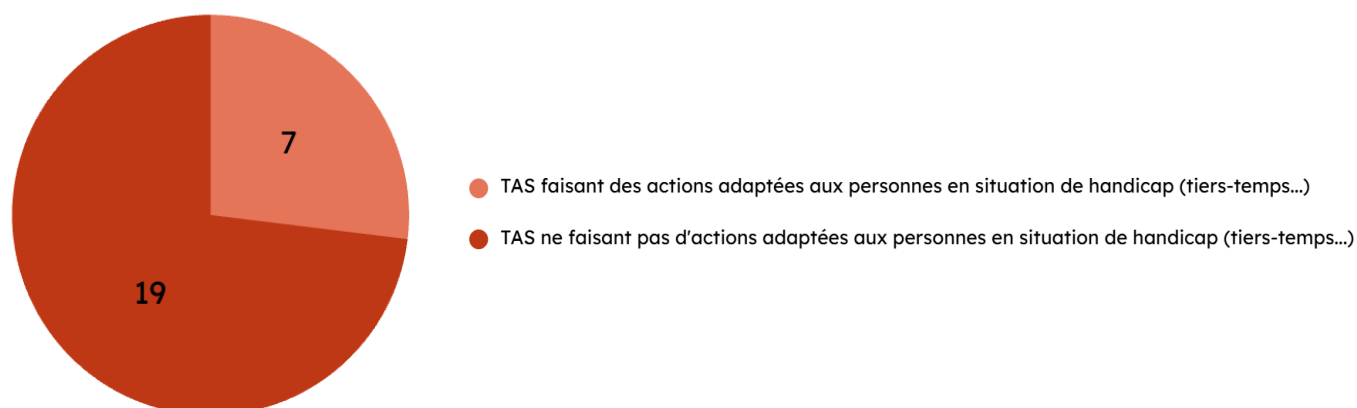 7
19
TAS faisant des actions adaptées aux personnes en situation de handicap (tiers-temps...)
TAS ne faisant pas d'actions adaptées aux personnes en situation de handicap (tiers-temps...)